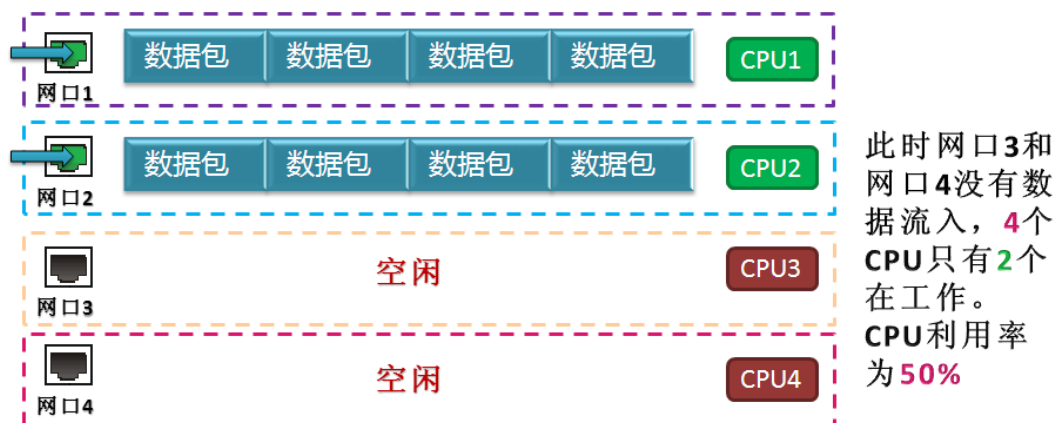 数据包 数据包 数据包 数据包 CPU1
网口1
数据包 数据包 数据包 数据包 CPU2
网口2
空闲 CPU3
网口3
空闲 CPU4
网口4
此时网口3和
网口4没有数
据流入，4个
CPU只有2个
在工作。
CPU利用率
为50%